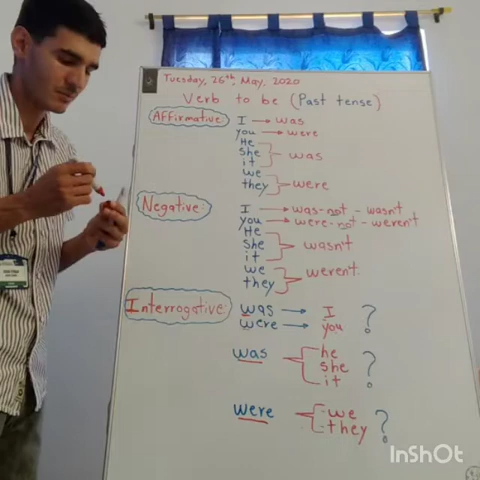 Tuesday, 26th, May, 2020
Verb to be (Past tense)
Affirmative: I → was
you → were
He
she
it
was
we
they
were
Negative: I → was-not - wasn't
you → were-not - weren't
He
She
it
wasn't
we
they
weren't
Interrogative: was → I
were → you ?
was
he
she
it
?
were
we
they
?
InShOt